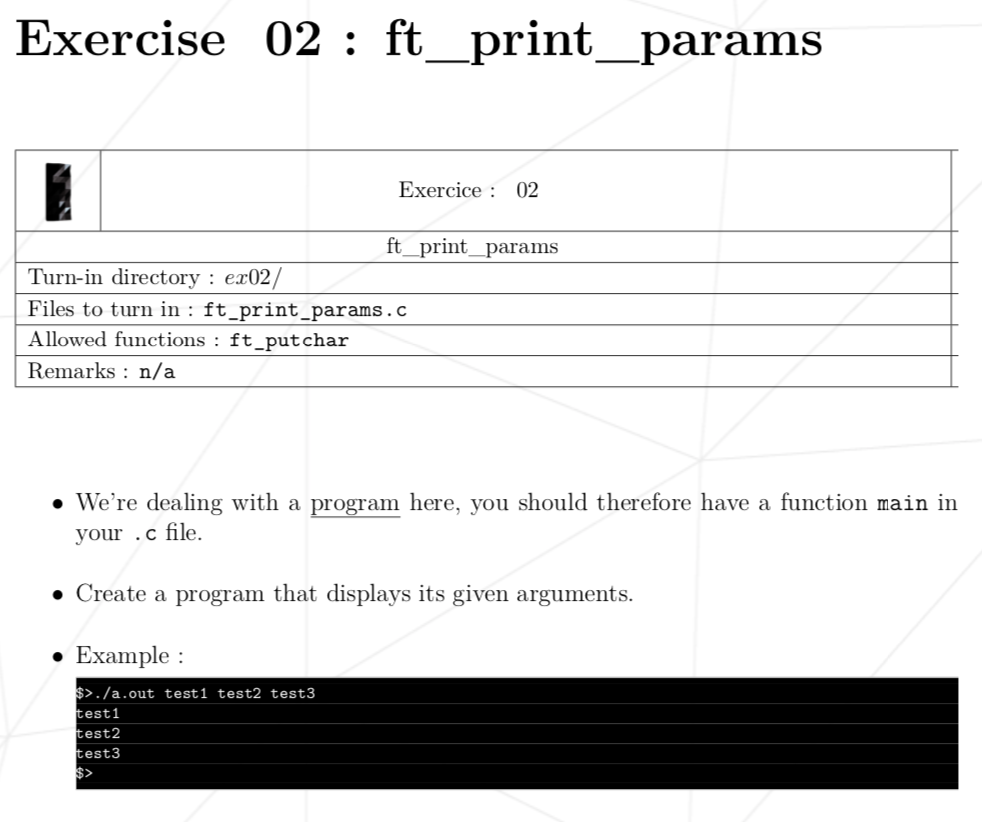 Exercise 02 : ft_print_params
Exercice : 02
ft_print_params
Turn-in directory : ex02/
Files to turn in : ft_print_params.c
Allowed functions : ft_putchar
Remarks : n/a
• We're dealing with a program here, you should therefore have a function main in
your .c file.
• Create a program that displays its given arguments.
• Example :
$>./a.out test1 test2 test3
test1
test2
test3
$>